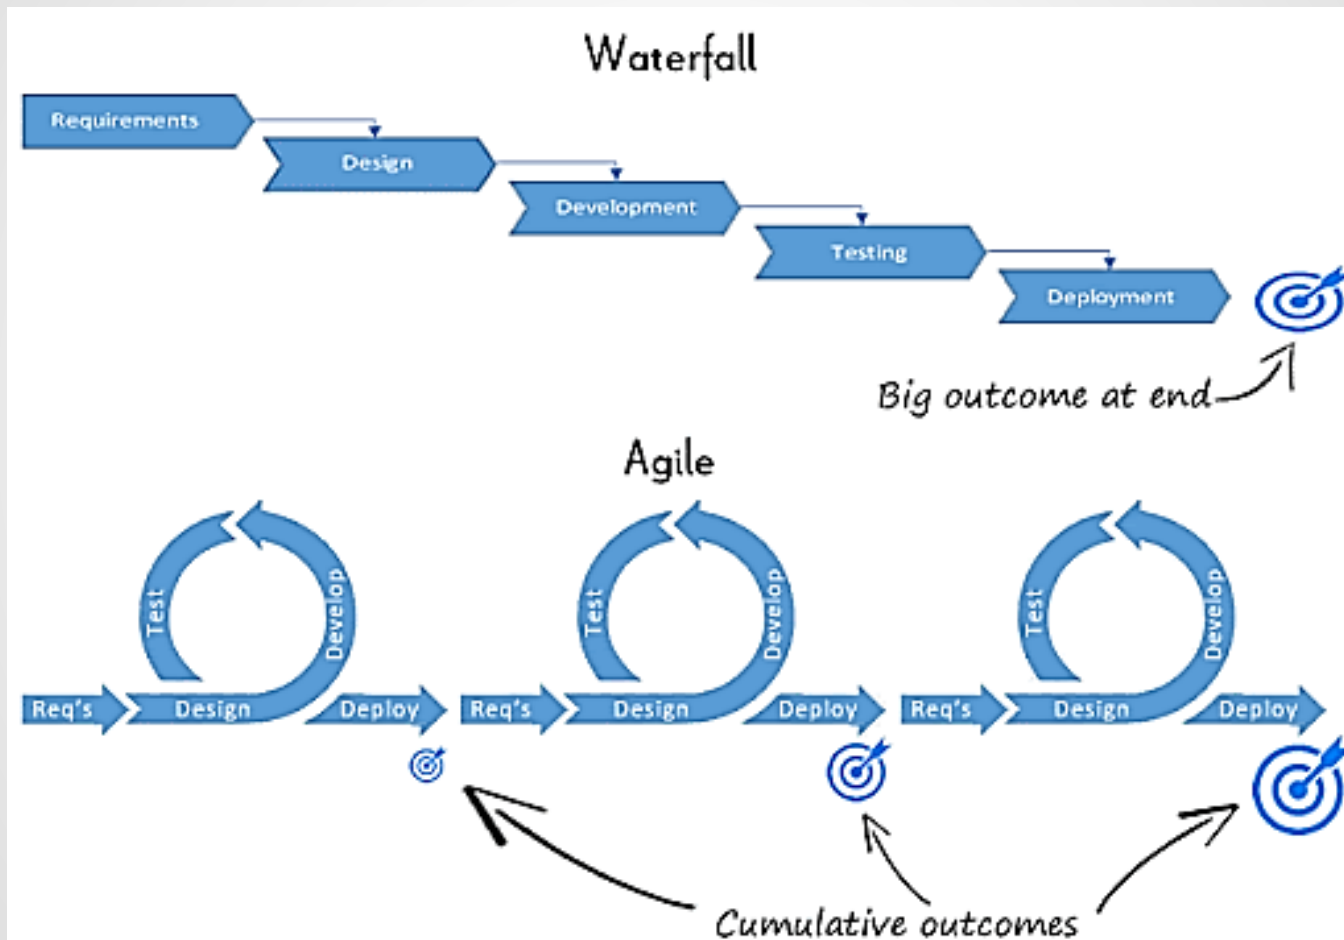 Waterfall
Requirements
Design
Development
Testing
Deployment
Big outcome at end
Agile
Test
Develop
Req's
Design
Deploy
Test
Develop
Req's
Design
Deploy
Test
Develop
Req's
Design
Deploy
Cumulative outcomes